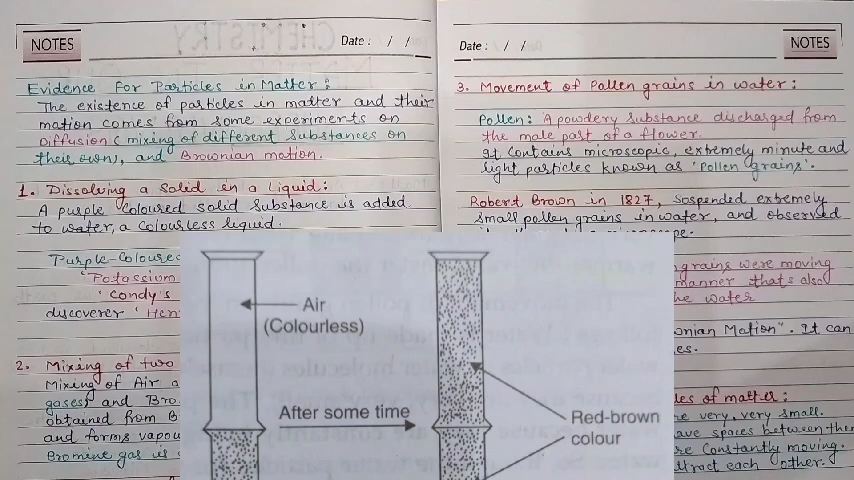 NOTES
Date : / /
Evidence For Particles in Matter :
The existence of particles in matter and their
motion comes from some experiments on
Diffusion ( mixing of different Substances on
their own), and Brownian motion.
1. Dissolving a Solid in a Liquid :
A purple Coloured solid Substance is added
to water, a Colourless liquid.
Purple-Coloured
'Potassium
'Condy's
discoverer 'Hen
2. Mixing of two
Mixing of Air a
gases) and Bro
obtained from B
and forms vapou
Bromine gas is
Date : / /
NOTES
3. Movement of Pollen grains in water :
Pollen : A powdery Substance discharged from
the male part of a flower.
It Contains microscopic, extremely minute and
light particles known as 'Pollen grains'.
Robert Brown in 1827, suspended extremely
Small pollen grains in water, and observed
grains were moving
manner that's also
the water
onian Motion". It can
es.
les of matter :
re very, very small.
ave spaces between them
re Constantly moving.
ttract each other.
Air
(Colourless)
After some time
Red-brown
colour